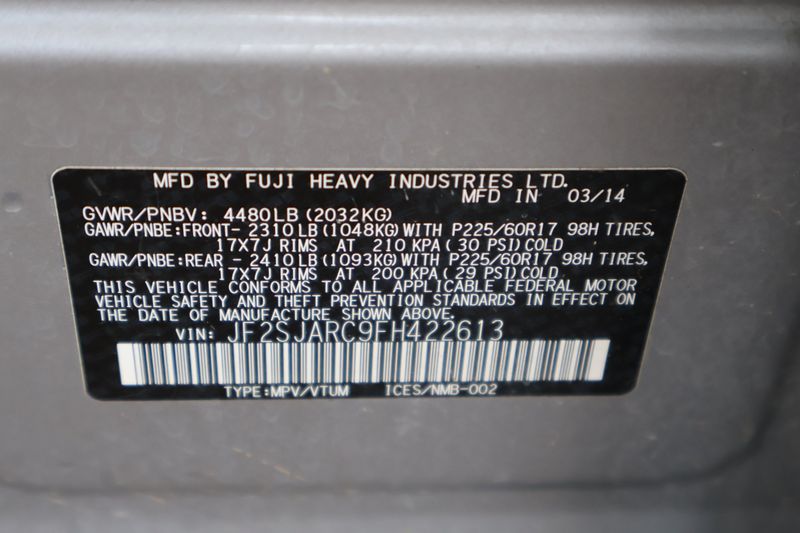 MFD BY FUJI HEAVY INDUSTRIES LTD.
MFD IN 03/14
GVWR/PNBV: 4480LB (2032KG)
GAWR/PNBE:FRONT- 2310LB (1048KG) WITH P225/60R17 98H TIRES,
17X7J RIMS AT 210 KPA (30 PSI) COLD
GAWR/PNBE:REAR - 2410LB (1093KG) WITH P225/60R17 98H TIRES,
17X7J RIMS AT 200 KPA (29 PSI) COLD
THIS VEHICLE CONFORMS TO ALL APPLICABLE FEDERAL MOTOR
VEHICLE SAFETY AND THEFT PREVENTION STANDARDS IN EFFECT ON
THE DATE OF MANUFACTURE SHOWN ABOVE.
VIN: JF2SJARC9FH422613
TYPE:MPV/VTUM ICES/NMB-002